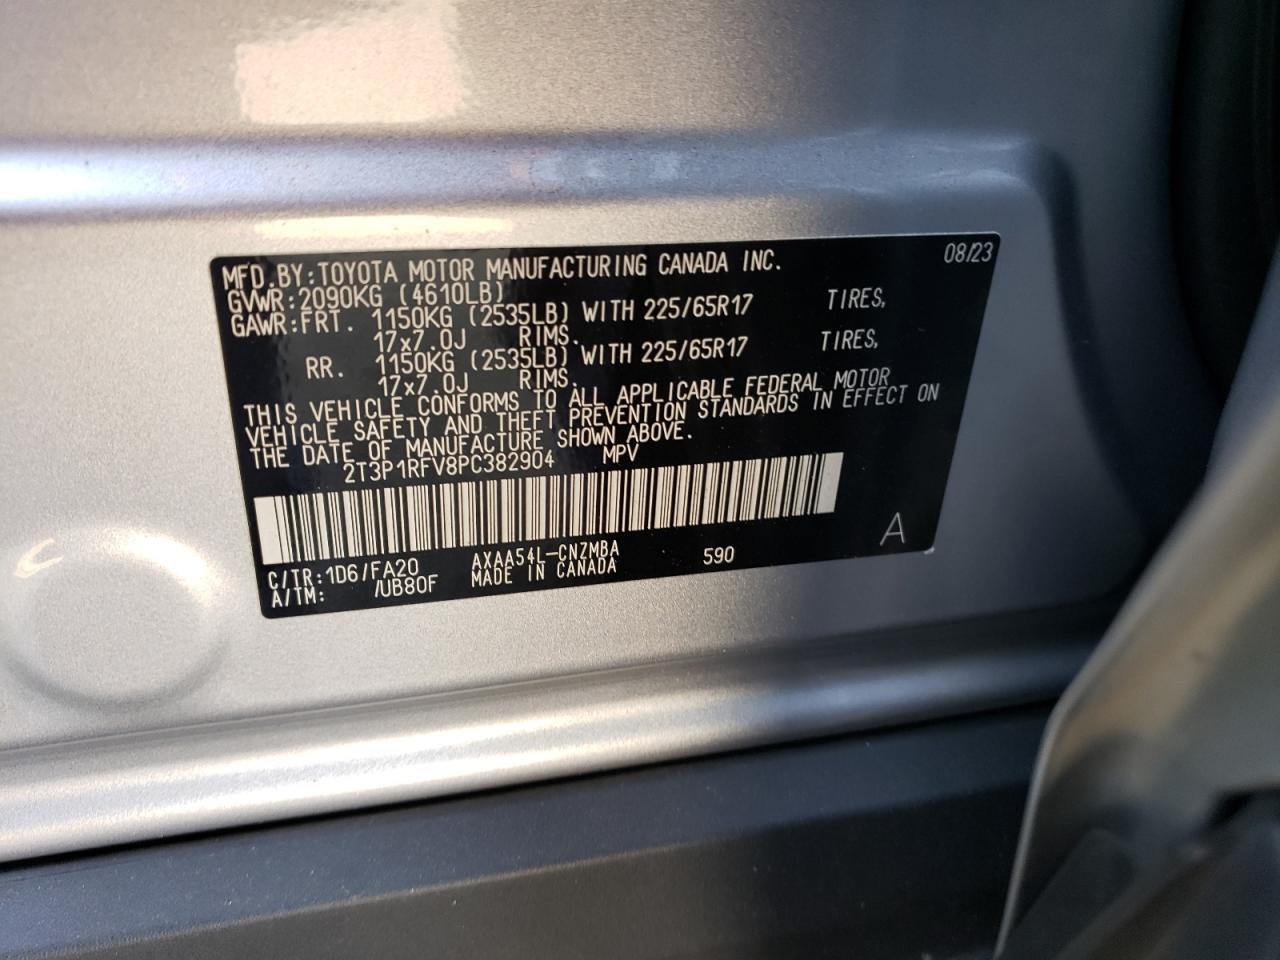 MFD.BY:TOYOTA MOTOR MANUFACTURING CANADA INC. 08/23
GVWR:2090KG (4610LB)
GAWR:FRT. 1150KG (2535LB) WITH 225/65R17 TIRES,
17x7.0J RIMS.
RR. 1150KG (2535LB) WITH 225/65R17 TIRES,
17x7.0J RIMS.
THIS VEHICLE CONFORMS TO ALL APPLICABLE FEDERAL MOTOR
VEHICLE SAFETY AND THEFT PREVENTION STANDARDS IN EFFECT ON
THE DATE OF MANUFACTURE SHOWN ABOVE.
2T3P1RFV8PC382904 MPV
A
C/TR:1D6/FA20 AXAA54L-CNZMBA 590
A/TM: /UB80F MADE IN CANADA